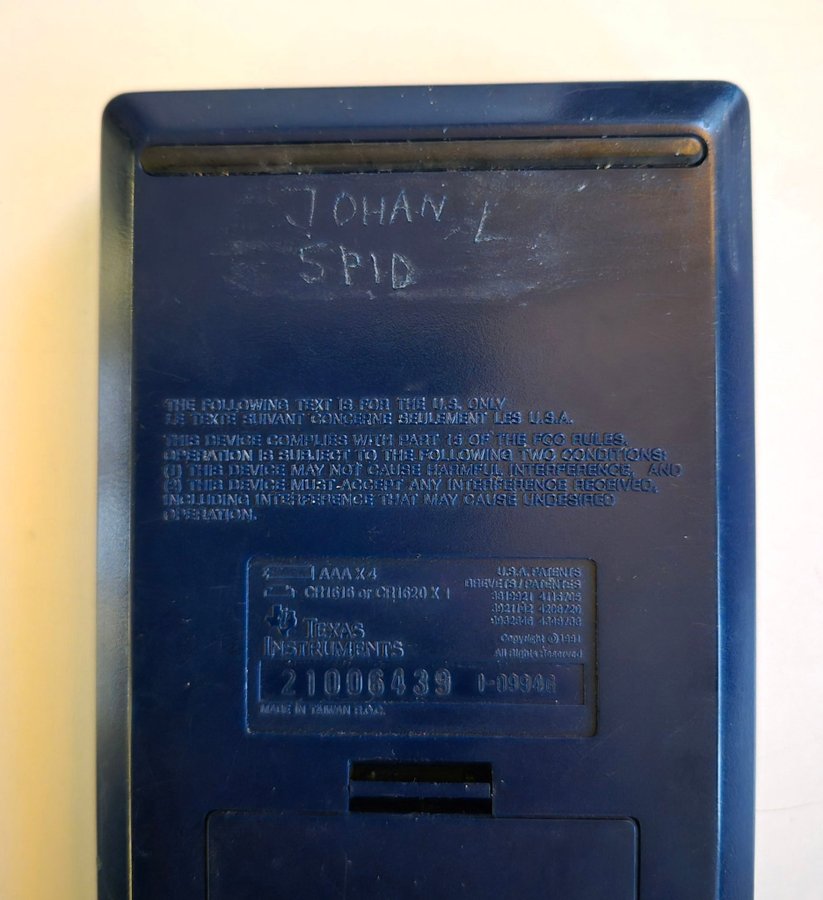 JOHAN L
SPID
THE FOLLOWING TEXT IS FOR THE U.S. ONLY
LE TEXTE SUIVANT CONCERNE SEULEMENT LES U.S.A.
THIS DEVICE COMPLIES WITH PART 15 OF THE FCC RULES.
OPERATION IS SUBJECT TO THE FOLLOWING TWO CONDITIONS:
(1) THIS DEVICE MAY NOT CAUSE HARMFUL INTERFERENCE, AND
(2) THIS DEVICE MUST ACCEPT ANY INTERFERENCE RECEIVED,
INCLUDING INTERFERENCE THAT MAY CAUSE UNDESIRED
OPERATION.
AAA X 4
CR1616 or CR1620 X 1
TEXAS
INSTRUMENTS
U.S.A. PATENTS
BREVETS / PATENTES
Copyright © 1991
All Rights Reserved
21006439
MADE IN TAIWAN R.O.C.